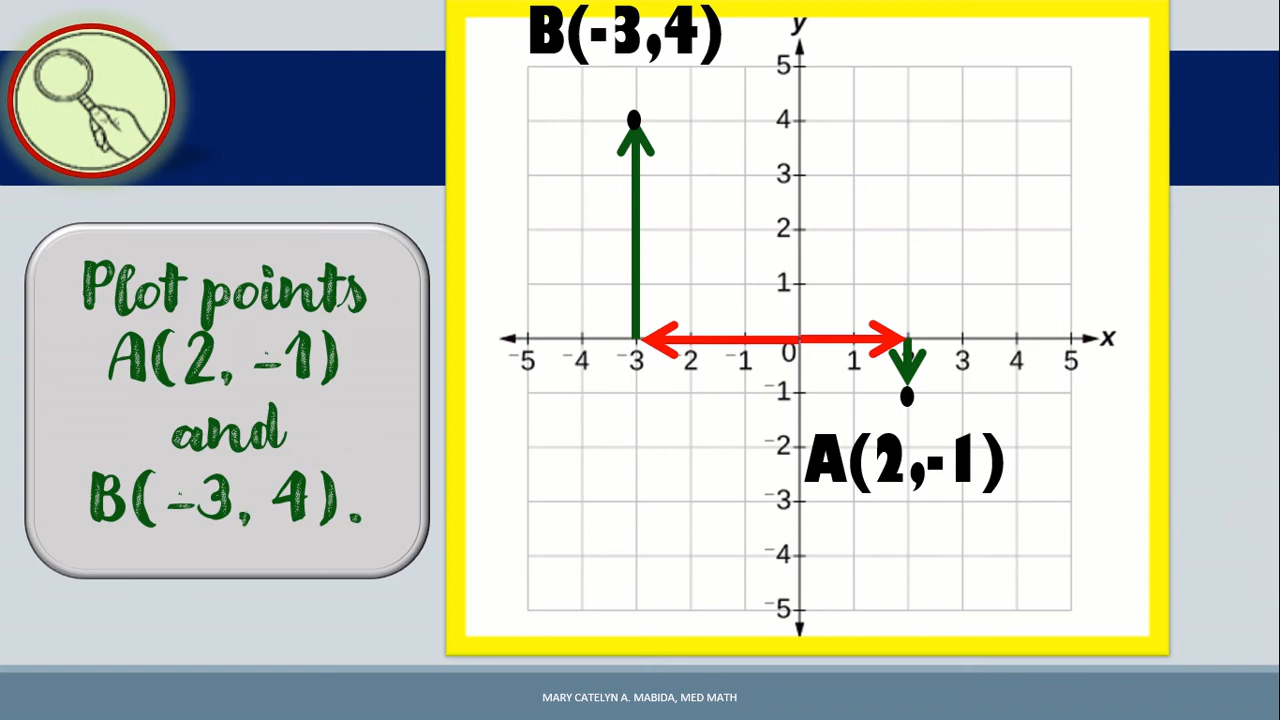 B(-3,4)
y
5
4
3
2
1
-5 -4 -3 -2 -1 0 1 3 4 5 x
-1
-2
-3
-4
-5
A(2,-1)
Plot points
A(2, -1)
and
B(-3, 4).
MARY CATELYN A. MABIDA, MED MATH